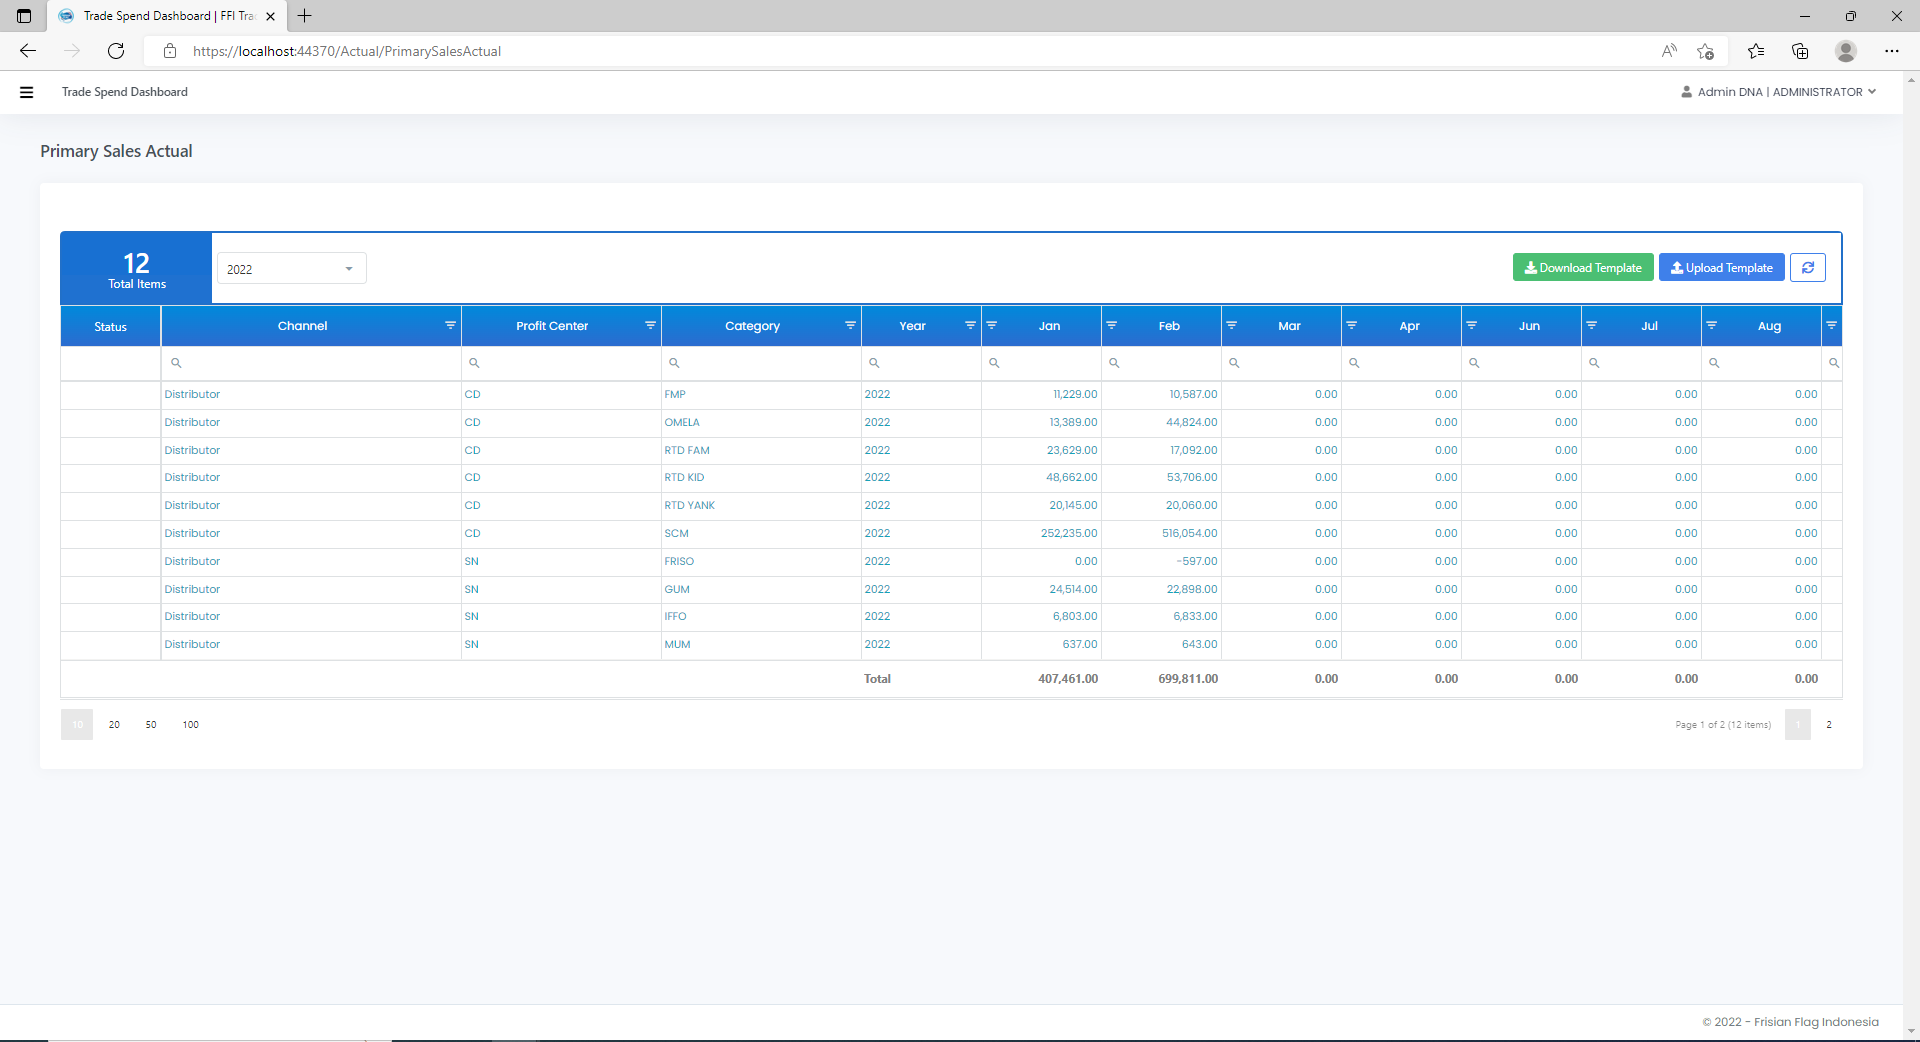 Trade Spend Dashboard | FFI Tra
https://localhost:44370/Actual/PrimarySalesActual
Trade Spend Dashboard
Admin DNA | ADMINISTRATOR
Primary Sales Actual
12
Total Items
2022
Download Template
Upload Template
Status Channel Profit Center Category Year Jan Feb Mar Apr Jun Jul Aug
Distributor CD FMP 2022 11,229.00 10,587.00 0.00 0.00 0.00 0.00 0.00
Distributor CD OMELA 2022 13,389.00 44,824.00 0.00 0.00 0.00 0.00 0.00
Distributor CD RTD FAM 2022 23,629.00 17,092.00 0.00 0.00 0.00 0.00 0.00
Distributor CD RTD KID 2022 48,662.00 53,706.00 0.00 0.00 0.00 0.00 0.00
Distributor CD RTD YANK 2022 20,145.00 20,060.00 0.00 0.00 0.00 0.00 0.00
Distributor CD SCM 2022 252,235.00 516,054.00 0.00 0.00 0.00 0.00 0.00
Distributor SN FRISO 2022 0.00 -597.00 0.00 0.00 0.00 0.00 0.00
Distributor SN GUM 2022 24,514.00 22,898.00 0.00 0.00 0.00 0.00 0.00
Distributor SN IFFO 2022 6,803.00 6,833.00 0.00 0.00 0.00 0.00 0.00
Distributor SN MUM 2022 637.00 643.00 0.00 0.00 0.00 0.00 0.00
Total 407,461.00 699,811.00 0.00 0.00 0.00 0.00 0.00
10 20 50 100
Page 1 of 2 (12 items) 1 2
© 2022 - Frisian Flag Indonesia